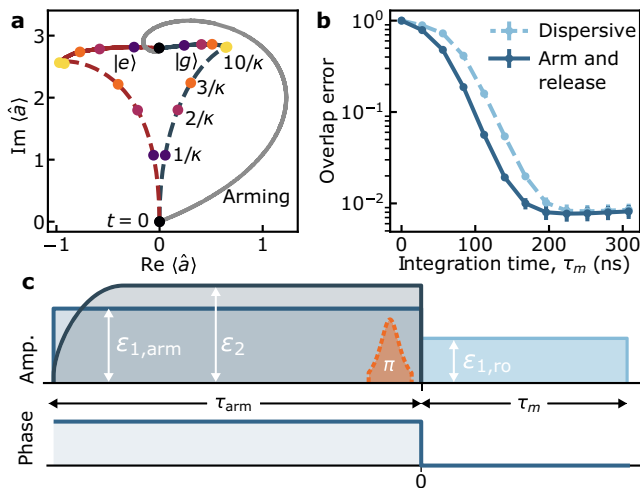 a
3
2
1
0
Im ⟨â⟩
|e⟩
|g⟩
10/κ
3/κ
2/κ
1/κ
t = 0
Arming
−1
0
1
Re ⟨â⟩
b
10⁰
10⁻¹
10⁻²
Overlap error
Dispersive
Arm and
release
0
100
200
300
Integration time, τₘ (ns)
c
Amp.
ε₁,arm
ε₂
π
ε₁,ro
τarm
τₘ
Phase
0